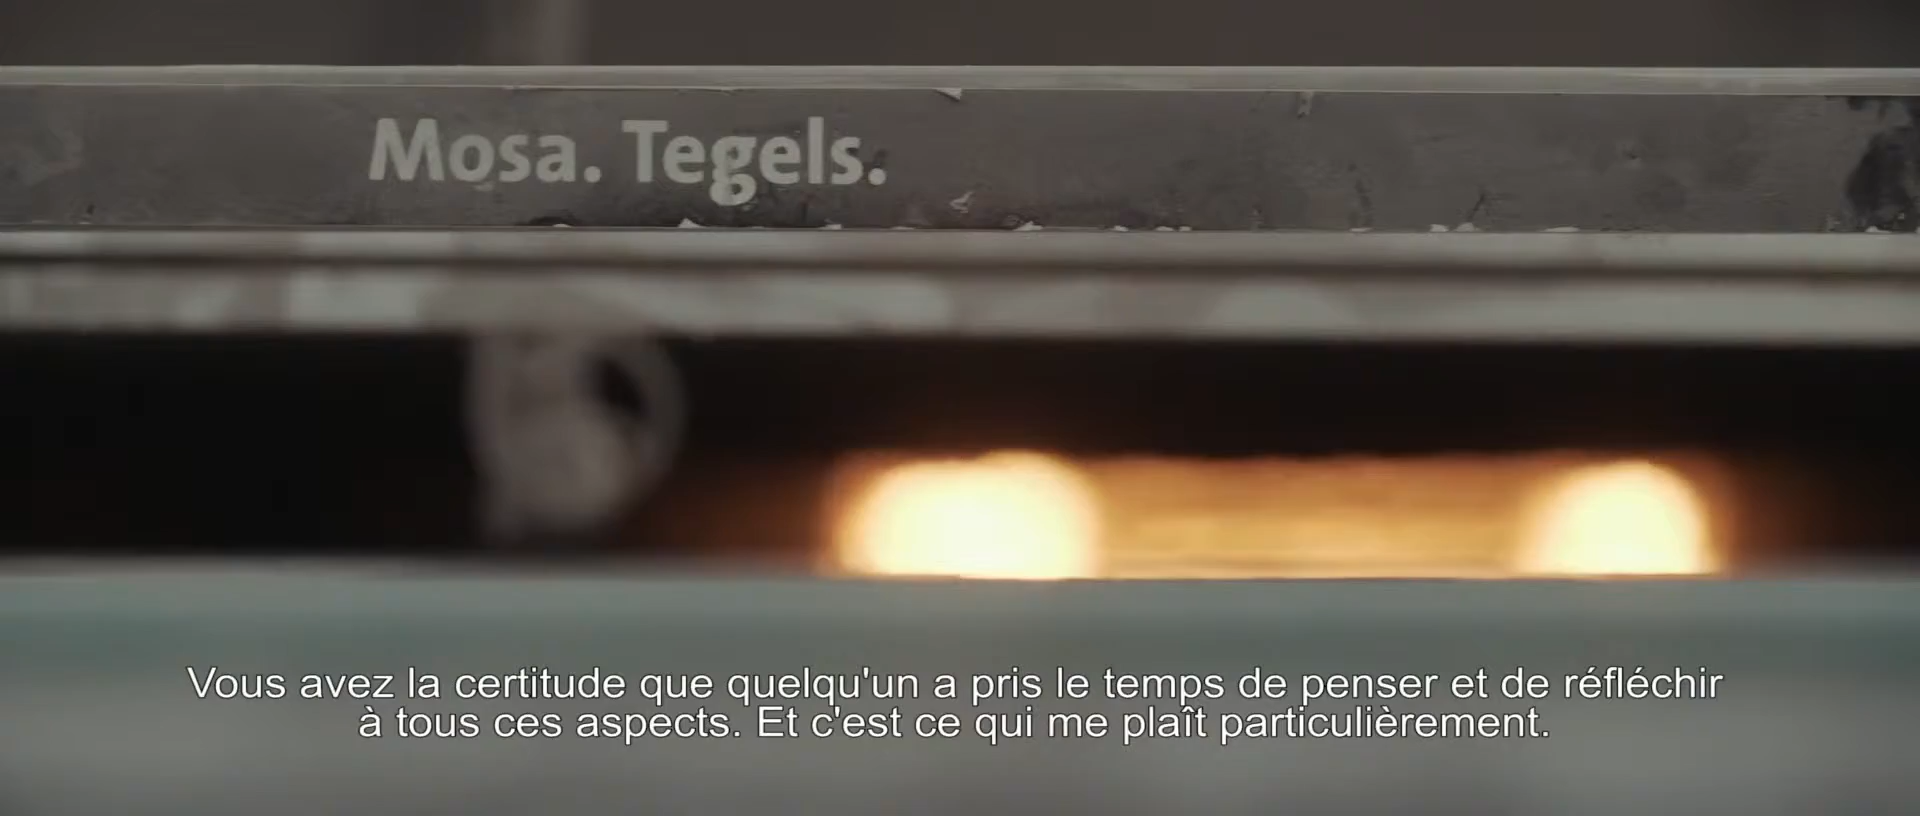 Mosa. Tegels.
Vous avez la certitude que quelqu'un a pris le temps de penser et de réfléchir
à tous ces aspects. Et c'est ce qui me plaît particulièrement.